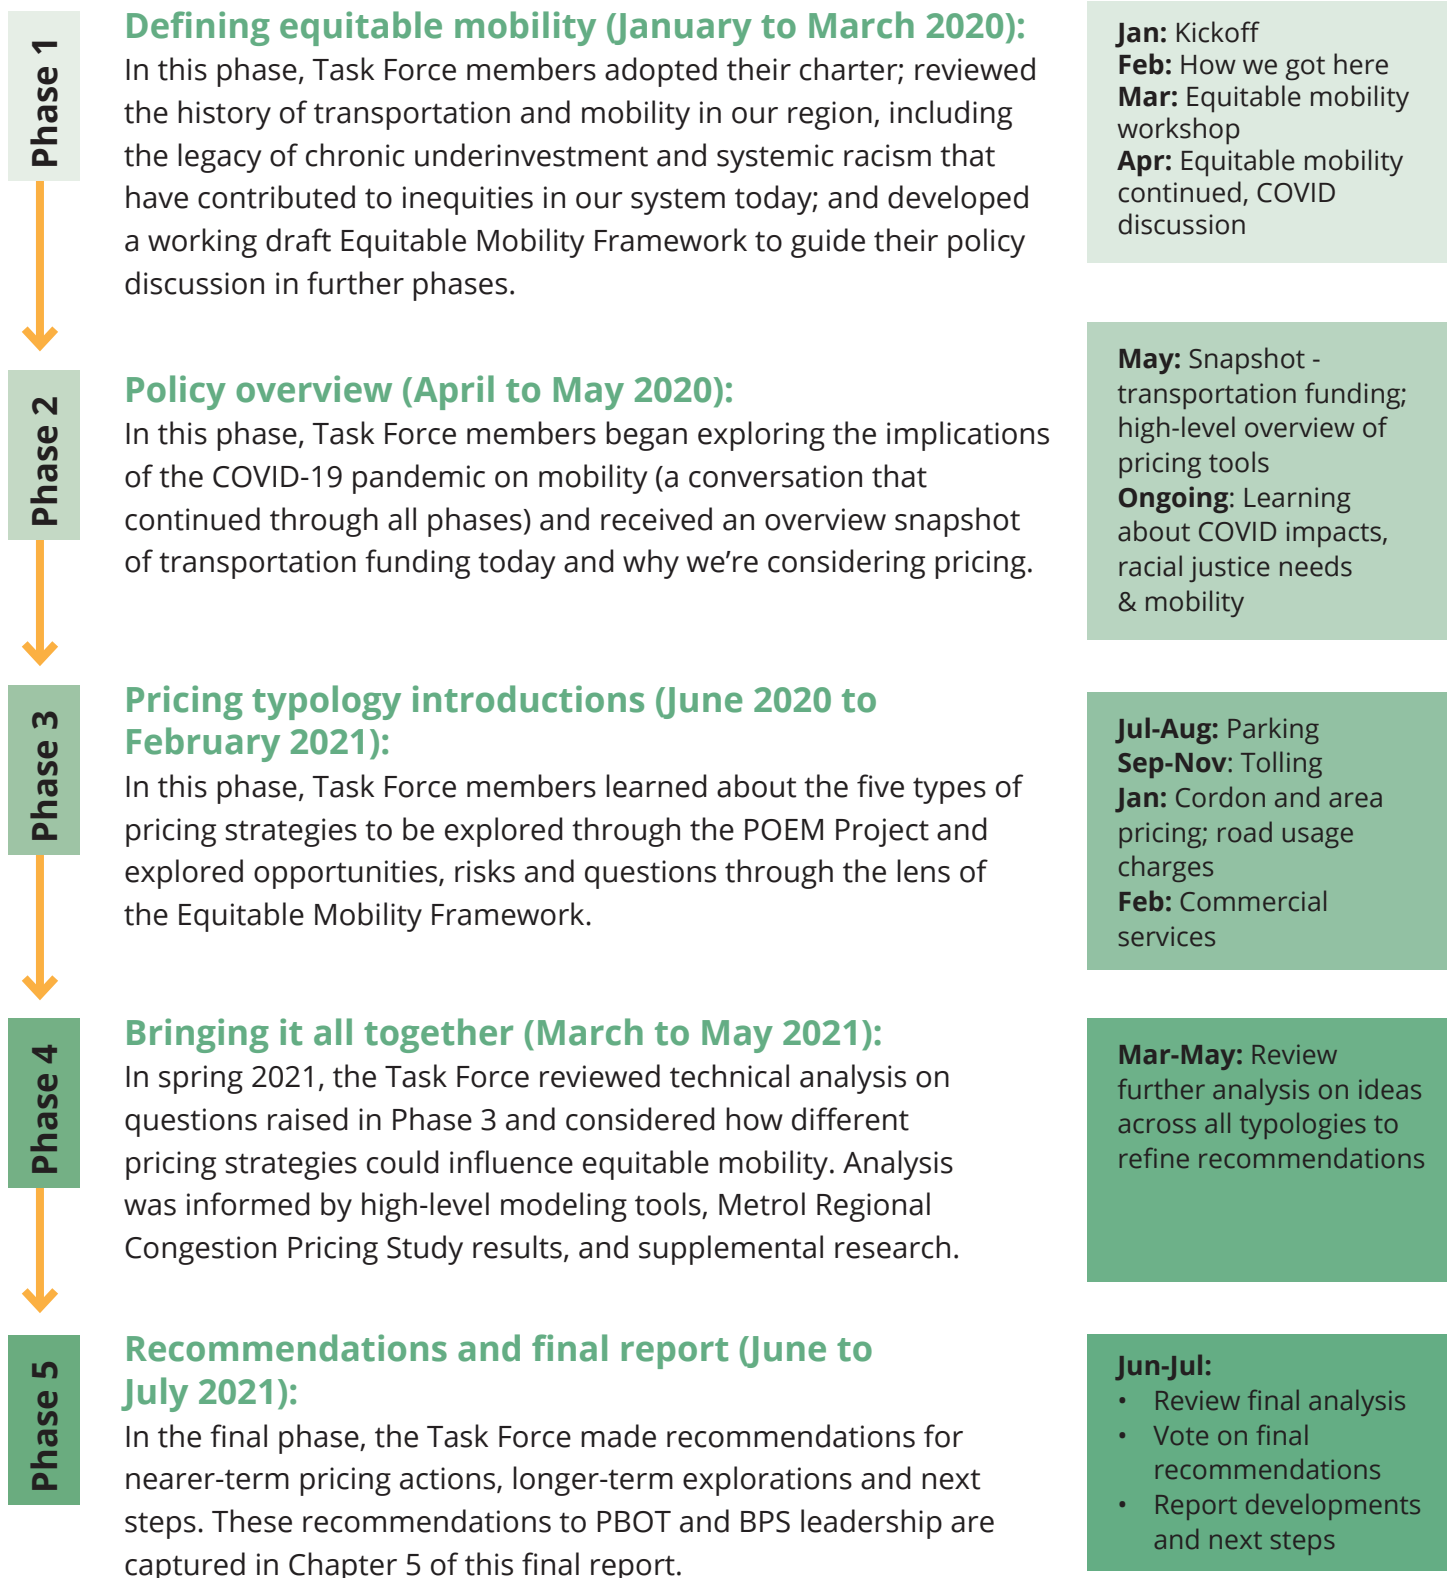 Phase 1
Defining equitable mobility (January to March 2020):
In this phase, Task Force members adopted their charter; reviewed
the history of transportation and mobility in our region, including
the legacy of chronic underinvestment and systemic racism that
have contributed to inequities in our system today; and developed
a working draft Equitable Mobility Framework to guide their policy
discussion in further phases.
Jan: Kickoff
Feb: How we got here
Mar: Equitable mobility
workshop
Apr: Equitable mobility
continued, COVID
discussion
Phase 2
Policy overview (April to May 2020):
In this phase, Task Force members began exploring the implications
of the COVID-19 pandemic on mobility (a conversation that
continued through all phases) and received an overview snapshot
of transportation funding today and why we’re considering pricing.
May: Snapshot -
transportation funding;
high-level overview of
pricing tools
Ongoing: Learning
about COVID impacts,
racial justice needs
& mobility
Phase 3
Pricing typology introductions (June 2020 to
February 2021):
In this phase, Task Force members learned about the five types of
pricing strategies to be explored through the POEM Project and
explored opportunities, risks and questions through the lens of
the Equitable Mobility Framework.
Jul-Aug: Parking
Sep-Nov: Tolling
Jan: Cordon and area
pricing; road usage
charges
Feb: Commercial
services
Phase 4
Bringing it all together (March to May 2021):
In spring 2021, the Task Force reviewed technical analysis on
questions raised in Phase 3 and considered how different
pricing strategies could influence equitable mobility. Analysis
was informed by high-level modeling tools, Metrol Regional
Congestion Pricing Study results, and supplemental research.
Mar-May: Review
further analysis on ideas
across all typologies to
refine recommendations
Phase 5
Recommendations and final report (June to
July 2021):
In the final phase, the Task Force made recommendations for
nearer-term pricing actions, longer-term explorations and next
steps. These recommendations to PBOT and BPS leadership are
captured in Chapter 5 of this final report.
Jun-Jul:
• Review final analysis
• Vote on final
recommendations
• Report developments
and next steps